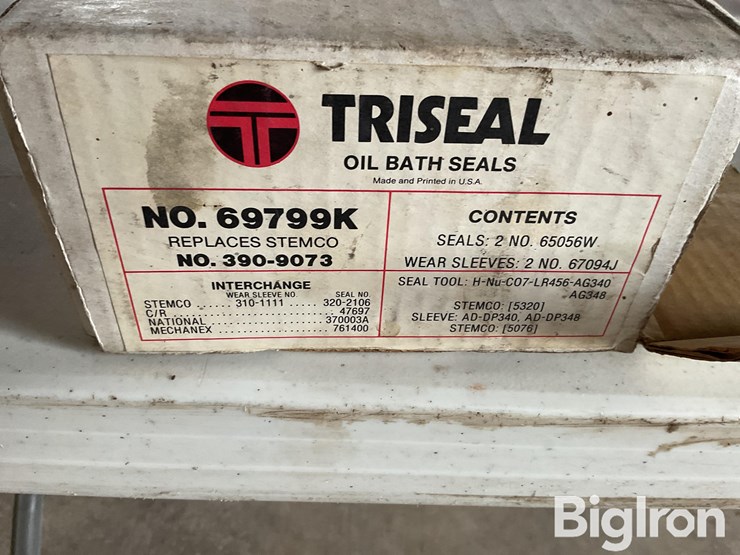 TRISEAL
OIL BATH SEALS
Made and Printed in U.S.A.
NO. 69799K
REPLACES STEMCO
NO. 390-9073
INTERCHANGE
WEAR SLEEVE NO. SEAL NO.
STEMCO . . . . . 310-1111 . . . . . 320-2106
C/R . . . . . . . . . . . . . . . . . . . . 47697
NATIONAL . . . . . . . . . . . . . . 370003A
MECHANEX . . . . . . . . . . . . . . 761400
CONTENTS
SEALS: 2 NO. 65056W
WEAR SLEEVES: 2 NO. 67094J
SEAL TOOL: H-Nu-CO7-LR456-AG340
AG348
STEMCO: [5320]
SLEEVE: AD-DP340, AD-DP348
STEMCO: [5076]
BigIron